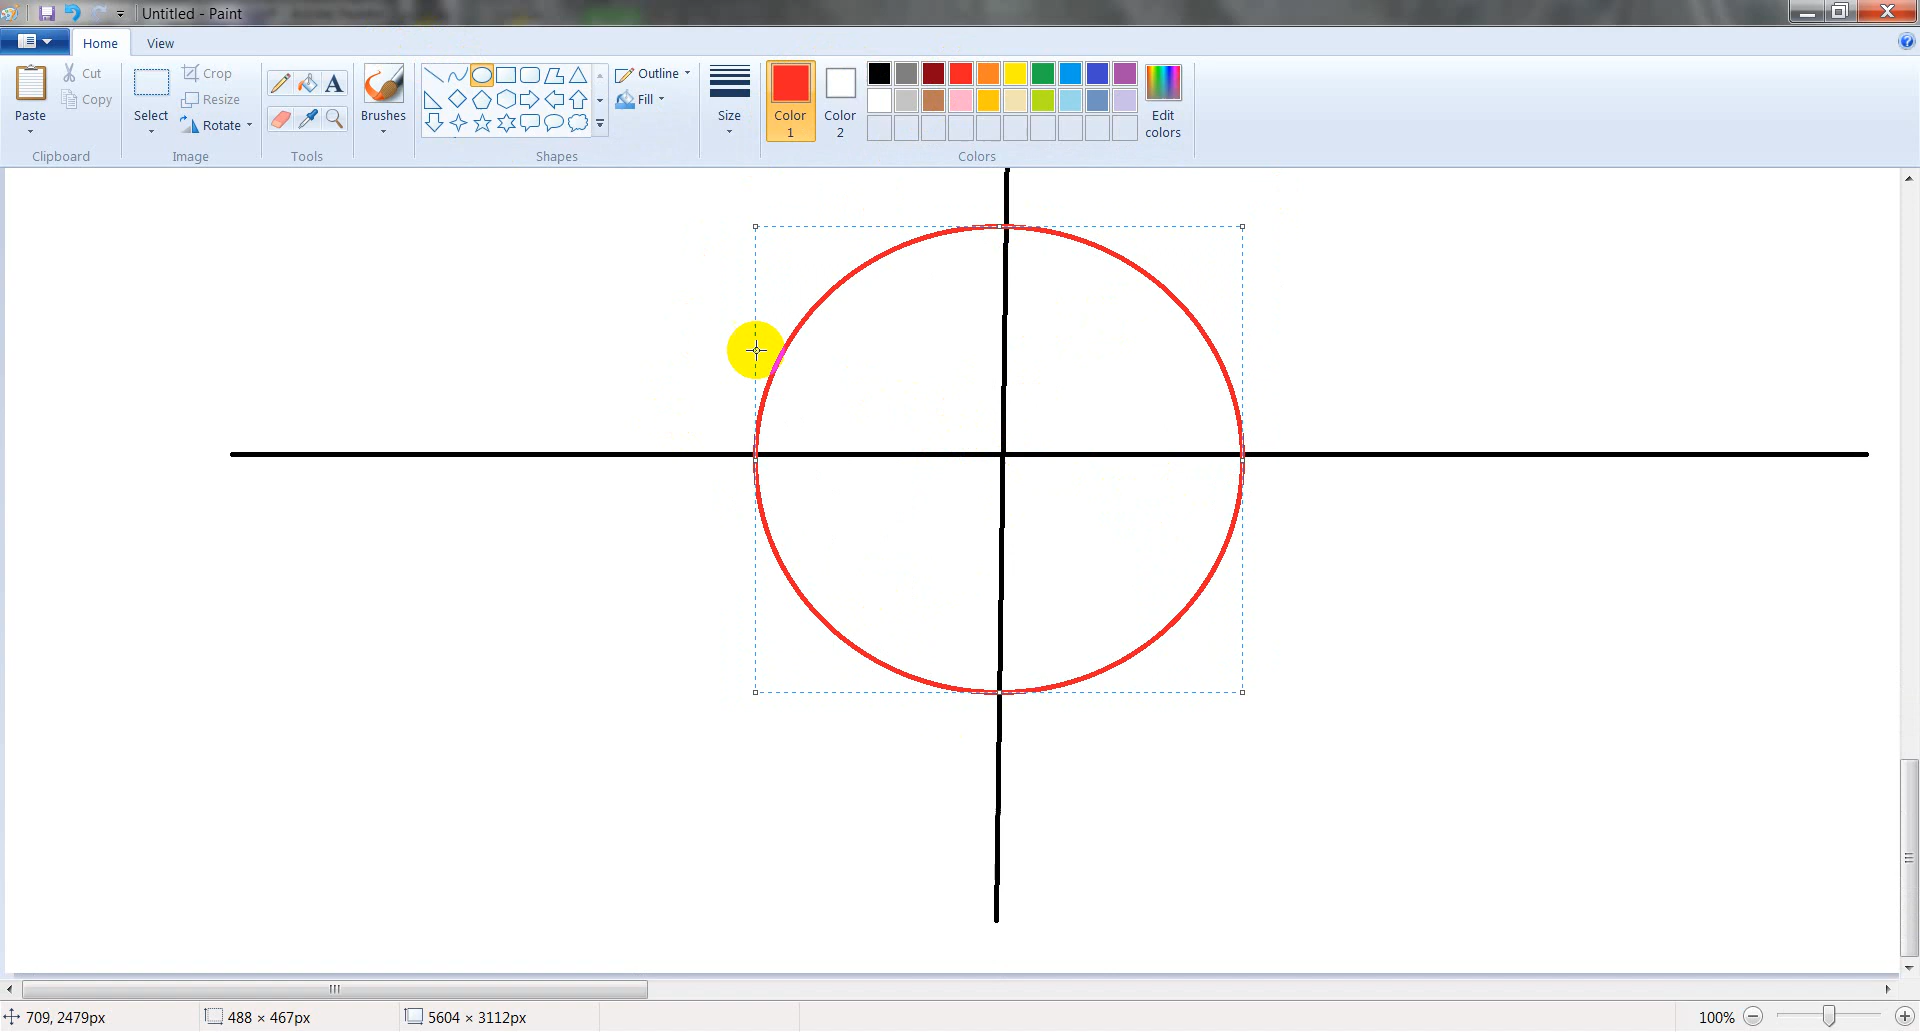 Untitled - Paint
Home View
Paste
Cut
Copy
Clipboard
Select
Crop
Resize
Rotate
Image
A
Tools
Brushes
Outline
Fill
Shapes
Size
Color
1
Color
2
Edit
colors
Colors
709, 2479px 488 × 467px 5604 × 3112px 100%